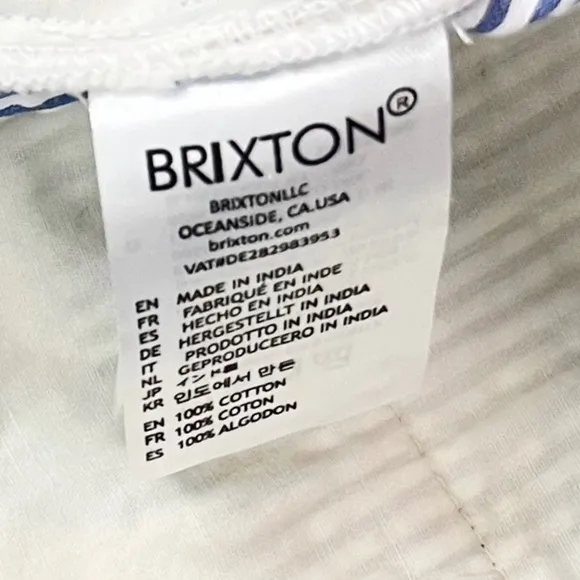 BRIXTON®
BRIXTONLLC
OCEANSIDE, CA.USA
brixton.com
VAT#DE282983953
EN MADE IN INDIA
FR FABRIQUÉ EN INDE
ES HECHO EN INDIA
DE HERGESTELLT IN INDIA
IT PRODOTTO IN INDIA
NL GEPRODUCEERO IN INDIA
JP インド
KR 인도에서 만든
EN 100% COTTON
FR 100% COTON
ES 100% ALGODON